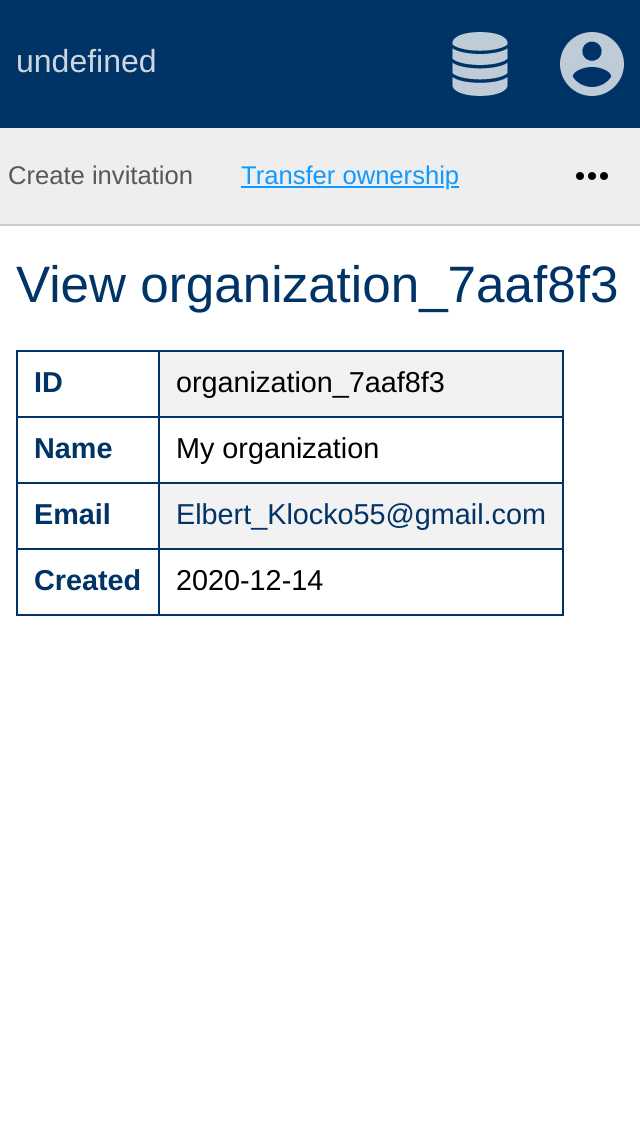 undefined
Create invitation Transfer ownership
View organization_7aaf8f3
ID organization_7aaf8f3
Name My organization
Email Elbert_Klocko55@gmail.com
Created 2020-12-14